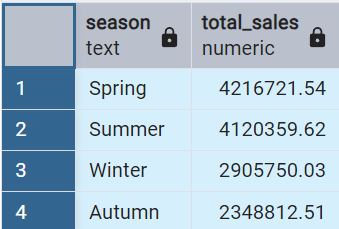 season total_sales
text numeric
1 Spring 4216721.54
2 Summer 4120359.62
3 Winter 2905750.03
4 Autumn 2348812.51